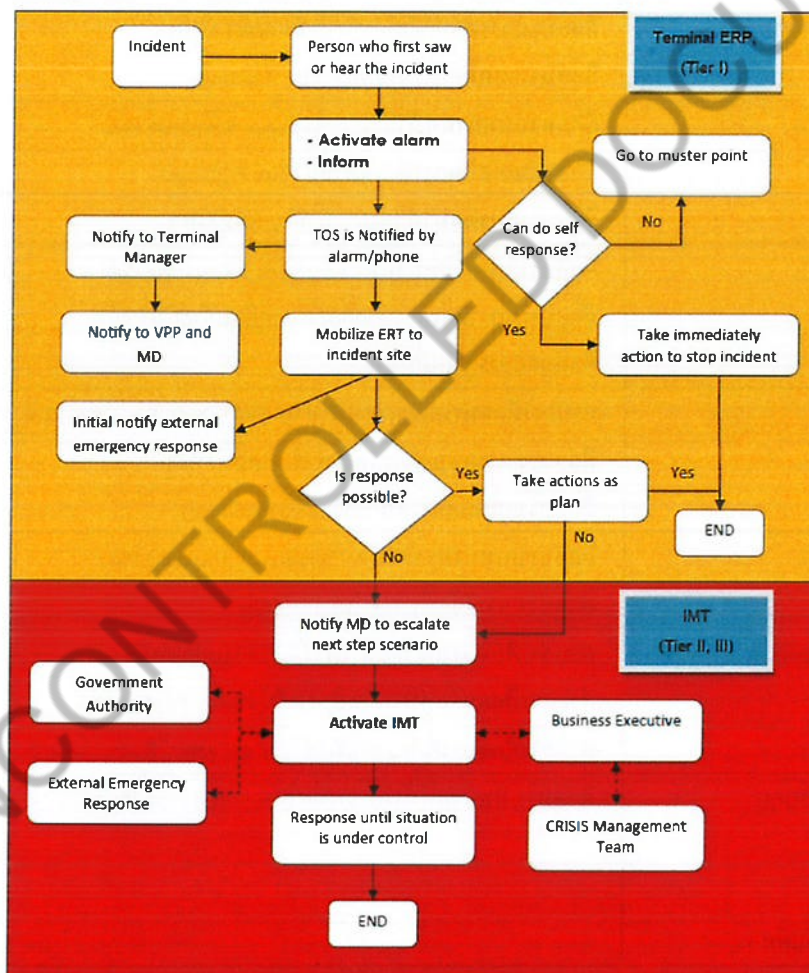 Incident
Person who first saw
or hear the incident
Terminal ERP,
(Tier I)
- Activate alarm
- Inform
Go to muster point
Can do self
response?
No
Notify to Terminal
Manager
TOS is Notified by
alarm/phone
Notify to VPP and
MD
Mobilize ERT to
incident site
Yes
Take immediately
action to stop incident
Initial notify external
emergency response
Is response
possible?
Yes
Take actions as
plan
Yes
END
No
No
Notify MD to escalate
next step scenario
IMT
(Tier II, III)
Government
Authority
Activate IMT
Business Executive
External Emergency
Response
Response until situation
is under control
CRISIS Management
Team
END
NCONTROLLED DOCU